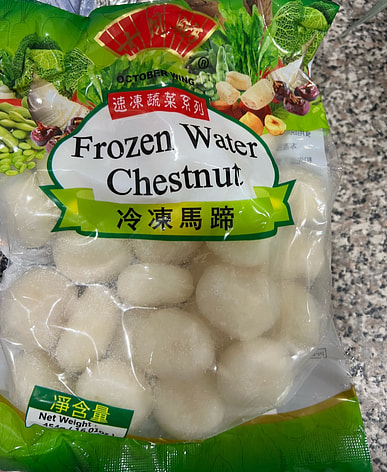 OCTOBER WING ®
速凍蔬菜系列
Frozen Water
Chestnut
冷凍馬蹄
淨含量
Net Weight